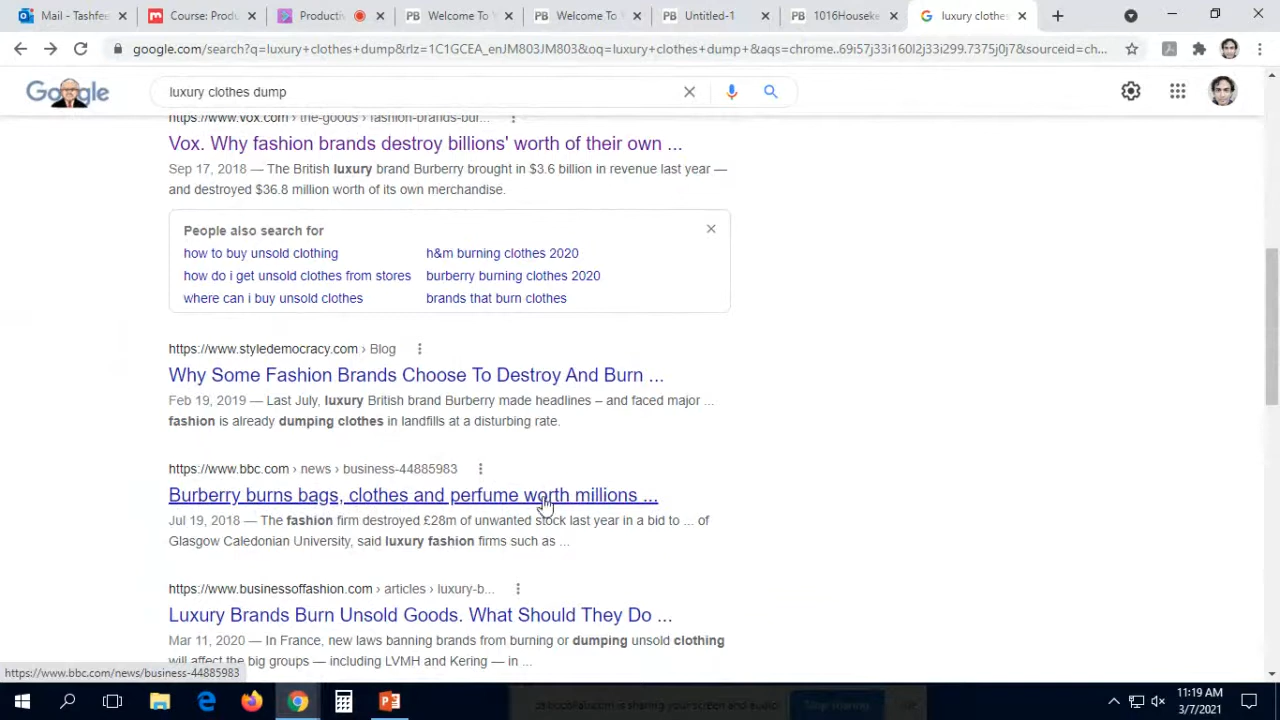 Mail - Tashfee
Course: Produ
Producti
Welcome To Y
Welcome To Y
Untitled-1
1016Houseke
luxury clothe
google.com/search?q=luxury+clothes+dump&rlz=1C1GCEA_enJM803JM803&oq=luxury+clothes+dump+&aqs=chrome..69i57j33i160l2j33i299.7375j0j7&sourceid=ch...
Google
luxury clothes dump
https://www.vox.com › the-goods › fashion-brands-bur...
Vox. Why fashion brands destroy billions' worth of their own ...
Sep 17, 2018 — The British luxury brand Burberry brought in $3.6 billion in revenue last year —
and destroyed $36.8 million worth of its own merchandise.
People also search for
how to buy unsold clothing
h&m burning clothes 2020
how do i get unsold clothes from stores
burberry burning clothes 2020
where can i buy unsold clothes
brands that burn clothes
https://www.styledemocracy.com › Blog
Why Some Fashion Brands Choose To Destroy And Burn ...
Feb 19, 2019 — Last July, luxury British brand Burberry made headlines – and faced major ...
fashion is already dumping clothes in landfills at a disturbing rate.
https://www.bbc.com › news › business-44885983
Burberry burns bags, clothes and perfume worth millions ...
Jul 19, 2018 — The fashion firm destroyed £28m of unwanted stock last year in a bid to ... of
Glasgow Caledonian University, said luxury fashion firms such as ...
https://www.businessoffashion.com › articles › luxury-b...
Luxury Brands Burn Unsold Goods. What Should They Do ...
Mar 11, 2020 — In France, new laws banning brands from burning or dumping unsold clothing
will affect the big groups — including LVMH and Kering — in ...
https://www.bbc.com/news/business-44885983
is sharing your screen and audio
Stop sharing
11:19 AM
3/7/2021